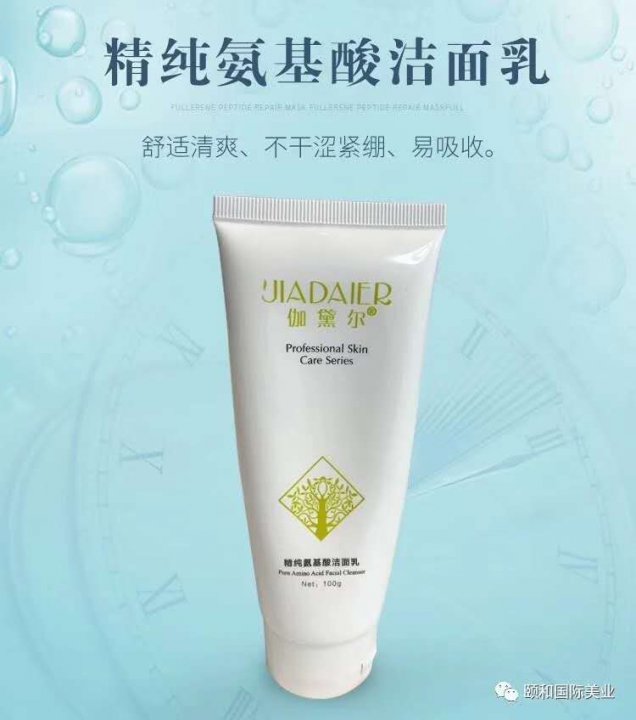 精纯氨基酸洁面乳
FULLERENE PEPTIDE REPAIR MASK FULLERENE PEPTIDE REPAIR MASKFULL
舒适清爽、不干涩紧绷、易吸收。
JIADAIER
伽黛尔®
Professional Skin
Care Series
精纯氨基酸洁面乳
Pure Amino Acid Facial Cleanser
Net: 100g
颐和国际美业